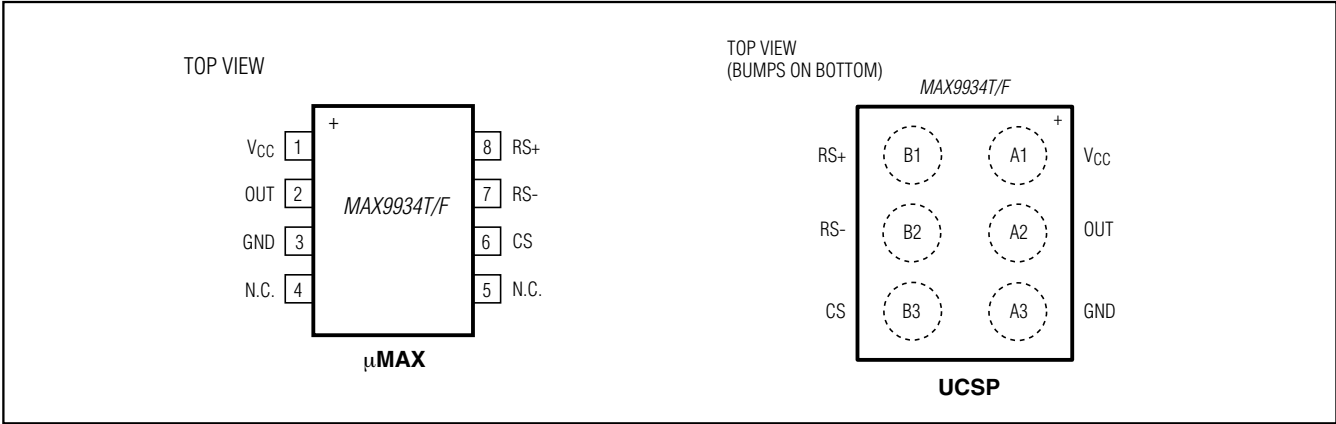 TOP VIEW
+
VCC 1 8 RS+
OUT 2 7 RS-
MAX9934T/F
GND 3 6 CS
N.C. 4 5 N.C.
μMAX
TOP VIEW
(BUMPS ON BOTTOM)
MAX9934T/F
+
RS+ B1 A1 VCC
RS- B2 A2 OUT
CS B3 A3 GND
UCSP